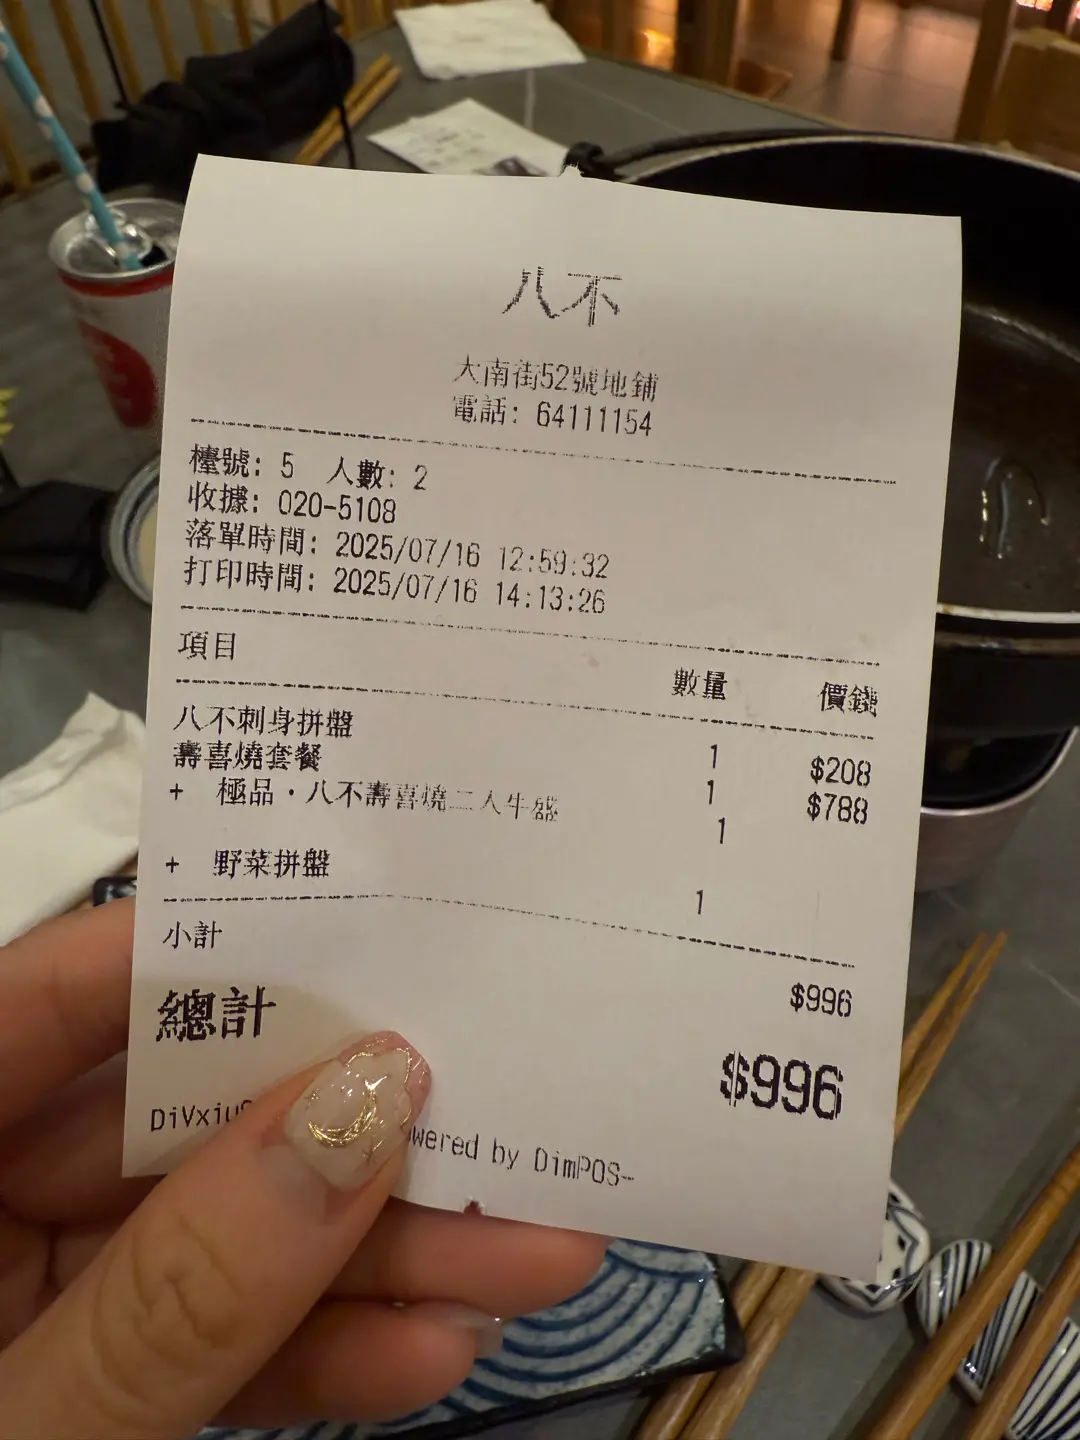 八不
大南街52號地鋪
電話: 64111154
檯號: 5 人數: 2
收據: 020-5108
落單時間: 2025/07/16 12:59:32
打印時間: 2025/07/16 14:13:26
項目 數量 價錢
八不刺身拼盤 1 $208
壽喜燒套餐 1 $788
+ 極品·八不壽喜燒二人牛盛 1
+ 野菜拼盤 1
小計 $996
總計 $996
by DimPOS~